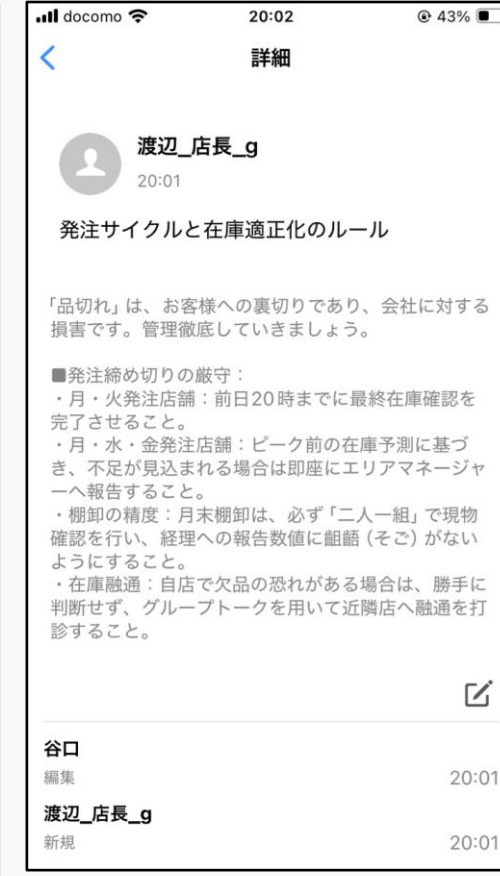 docomo 20:02 43%
詳細
渡辺_店長_g
20:01
発注サイクルと在庫適正化のルール
「品切れ」は、お客様への裏切りであり、会社に対する
損害です。管理徹底していきましょう。
■発注締め切りの厳守：
・月・火発注店舗：前日20時までに最終在庫確認を
完了させること。
・月・水・金発注店舗：ピーク前の在庫予測に基づ
き、不足が見込まれる場合は即座にエリアマネージャ
ーへ報告すること。
・棚卸の精度：月末棚卸は、必ず「二人一組」で現物
確認を行い、経理への報告数値に齟齬（そご）がない
ようにすること。
・在庫融通：自店で欠品の恐れがある場合は、勝手に
判断せず、グループトークを用いて近隣店へ融通を打
診すること。
谷口
編集 20:01
渡辺_店長_g
新規 20:01